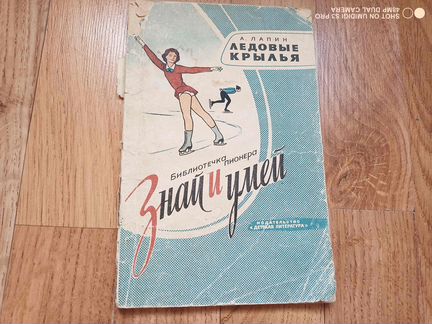 SHOT ON UMIDIGI S3 PRO
48MP DUAL CAMERA
А. ЛАПИН
ЛЕДОВЫЕ
КРЫЛЬЯ
БИБЛИОТЕЧКА ПИОНЕРА
Знай и умей
ИЗДАТЕЛЬСТВО
«ДЕТСКАЯ ЛИТЕРАТУРА»